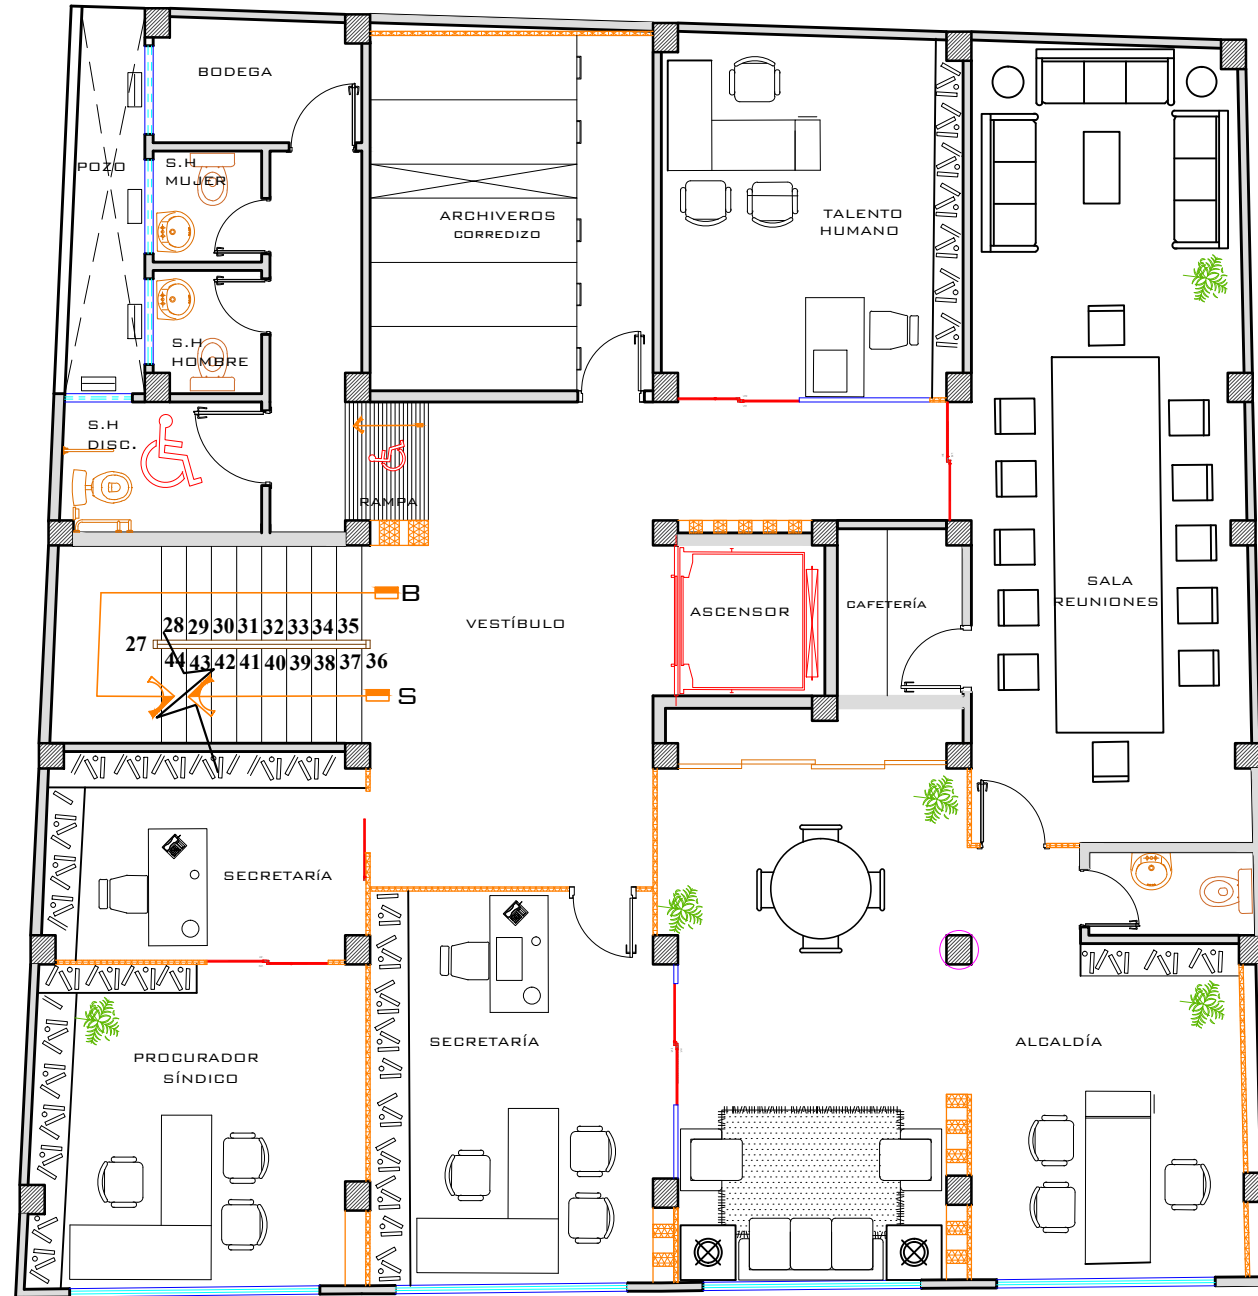 BODEGA
POZO
S.H
MUJER
ARCHIVEROS
CORREDIZO
TALENTO
HUMANO
S.H
HOMBRE
S.H
DISC.
RAMPA
B
28 29 30 31 32 33 34 35
27
44 43 42 41 40 39 38 37 36
S
VESTÍBULO
ASCENSOR
CAFETERÍA
SALA
REUNIONES
SECRETARÍA
SECRETARÍA
ALCALDÍA
PROCURADOR
SÍNDICO